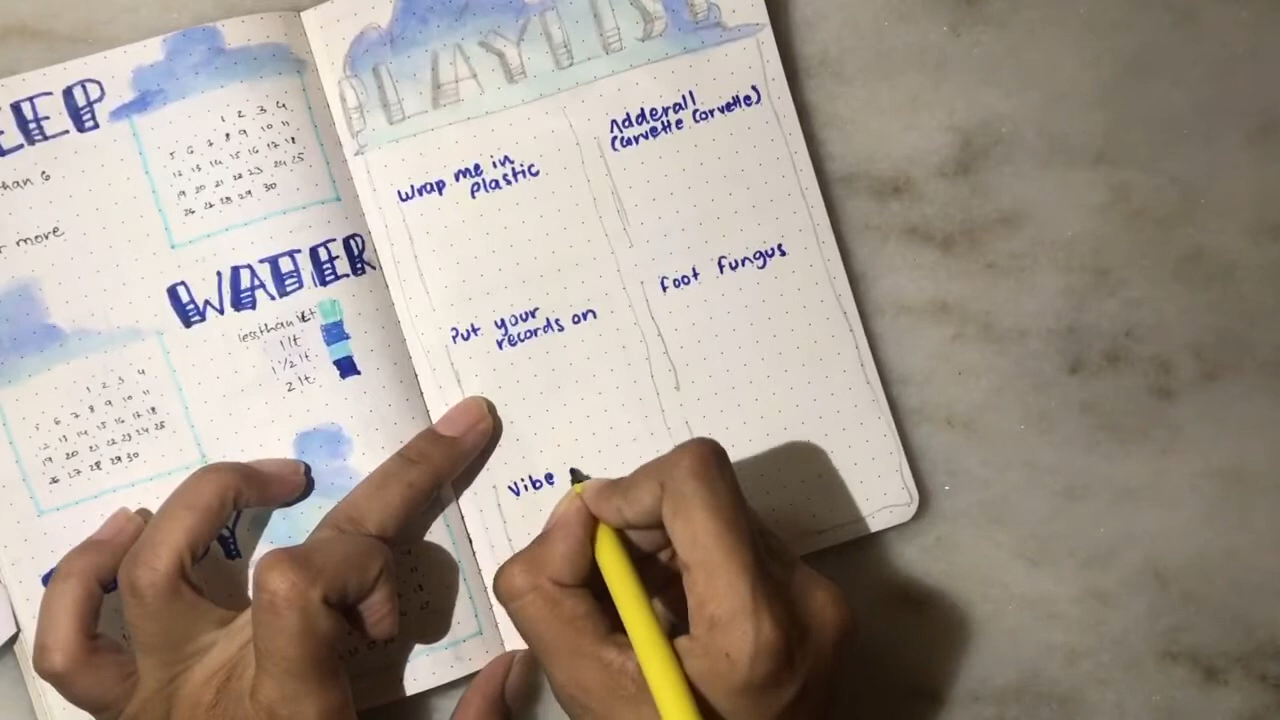 EEP
than 6
r more
1 2 3 4
5 6 7 8 9 10 11
12 13 14 15 16 17 18
19 20 21 22 23 24 25
26 27 28 29 30
WATER
less than 1lt
1 lt
1 1/2 lt.
2 lt.
1 2 3 4
5 6 7 8 9 10 11
12 13 14 15 16 17 18
19 20 21 22 23 24 25
26 27 28 29 30
Y
PLAYLIST
Wrap me in
plastic
Put your
records on
Vibe
Adderall
(Corvette Corvette)
Foot Fungus